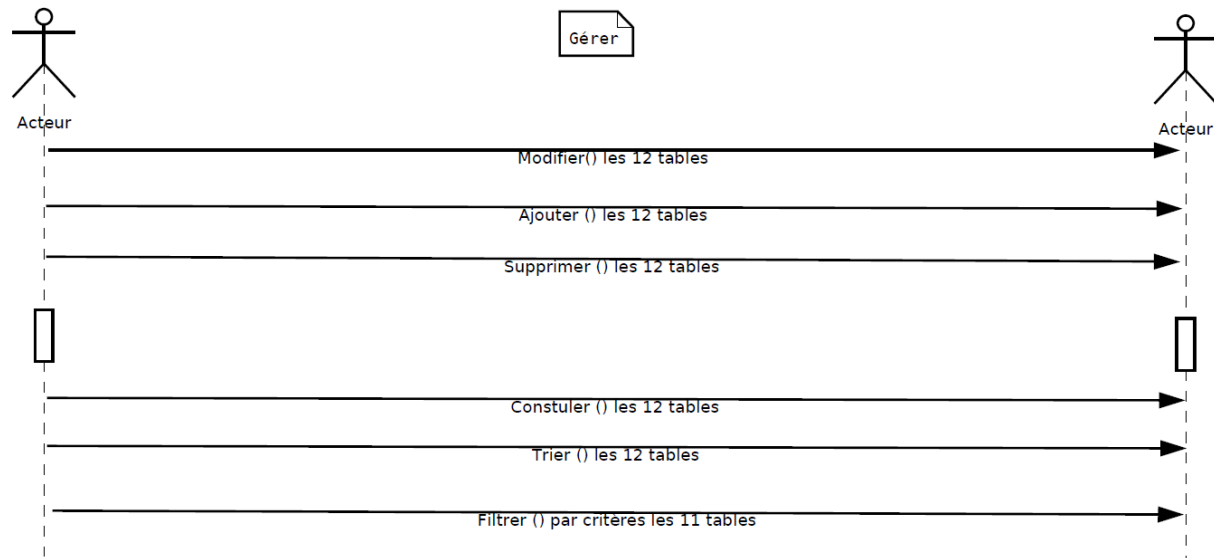 Gérer
Acteur
Acteur
Modifier() les 12 tables
Ajouter () les 12 tables
Supprimer () les 12 tables
Constuler () les 12 tables
Trier () les 12 tables
Filtrer () par critères les 11 tables